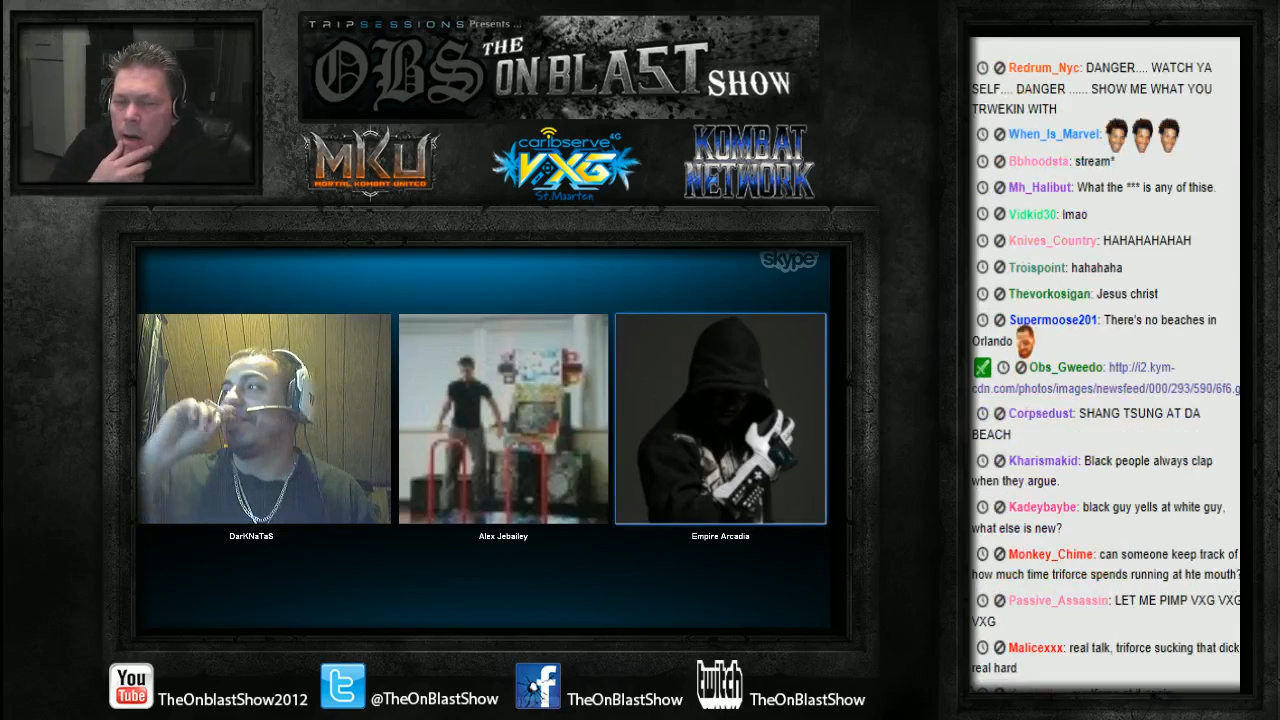 TRIPSESSIONS Presents ...
OBS THE ON BLAST SHOW
MKU
MORTAL KOMBAT UNITED
caribserve 4G
VXG
St.Maarten
KOMBAT
NETWORK
skype
DarKNaTaS
Alex Jebailey
Empire Arcadia
You Tube TheOnblastShow2012
@TheOnBlastShow
f TheOnBlastShow
twitch TheOnBlastShow
Redrum_Nyc: DANGER.... WATCH YA
SELF.... DANGER ...... SHOW ME WHAT YOU
TRWEKIN WITH
When_Is_Marvel:
Bbhoodsta: stream*
Mh_Halibut: What the *** is any of thise.
Vidkid30: lmao
Knives_Country: HAHAHAHAHAH
Troispoint: hahahaha
Thevorkosigan: Jesus christ
Supermoose201: There's no beaches in
Orlando
Obs_Gweedo: http://i2.kym-
cdn.com/photos/images/newsfeed/000/293/590/6f6.g
Corpsedust: SHANG TSUNG AT DA
BEACH
Kharismakid: Black people always clap
when they argue.
Kadeybaybe: black guy yells at white guy,
what else is new?
Monkey_Chime: can someone keep track of
how much time triforce spends running at hte mouth?
Passive_Assassin: LET ME PIMP VXG VXG
VXG
Malicexxx: real talk, triforce sucking that dick
real hard